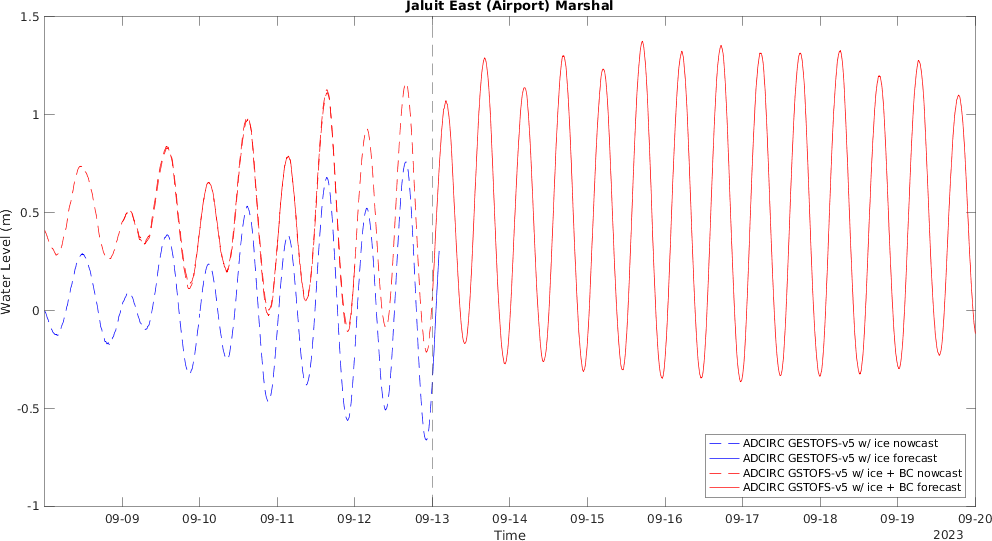 Jaluit East (Airport) Marshal
1.5
1
0.5
0
-0.5
-1
Water Level (m)
09-09
09-10
09-11
09-12
09-13
09-14
09-15
09-16
09-17
09-18
09-19
09-20
Time
2023
ADCIRC GESTOFS-v5 w/ ice nowcast
ADCIRC GESTOFS-v5 w/ ice forecast
ADCIRC GSTOFS-v5 w/ ice + BC nowcast
ADCIRC GSTOFS-v5 w/ ice + BC forecast